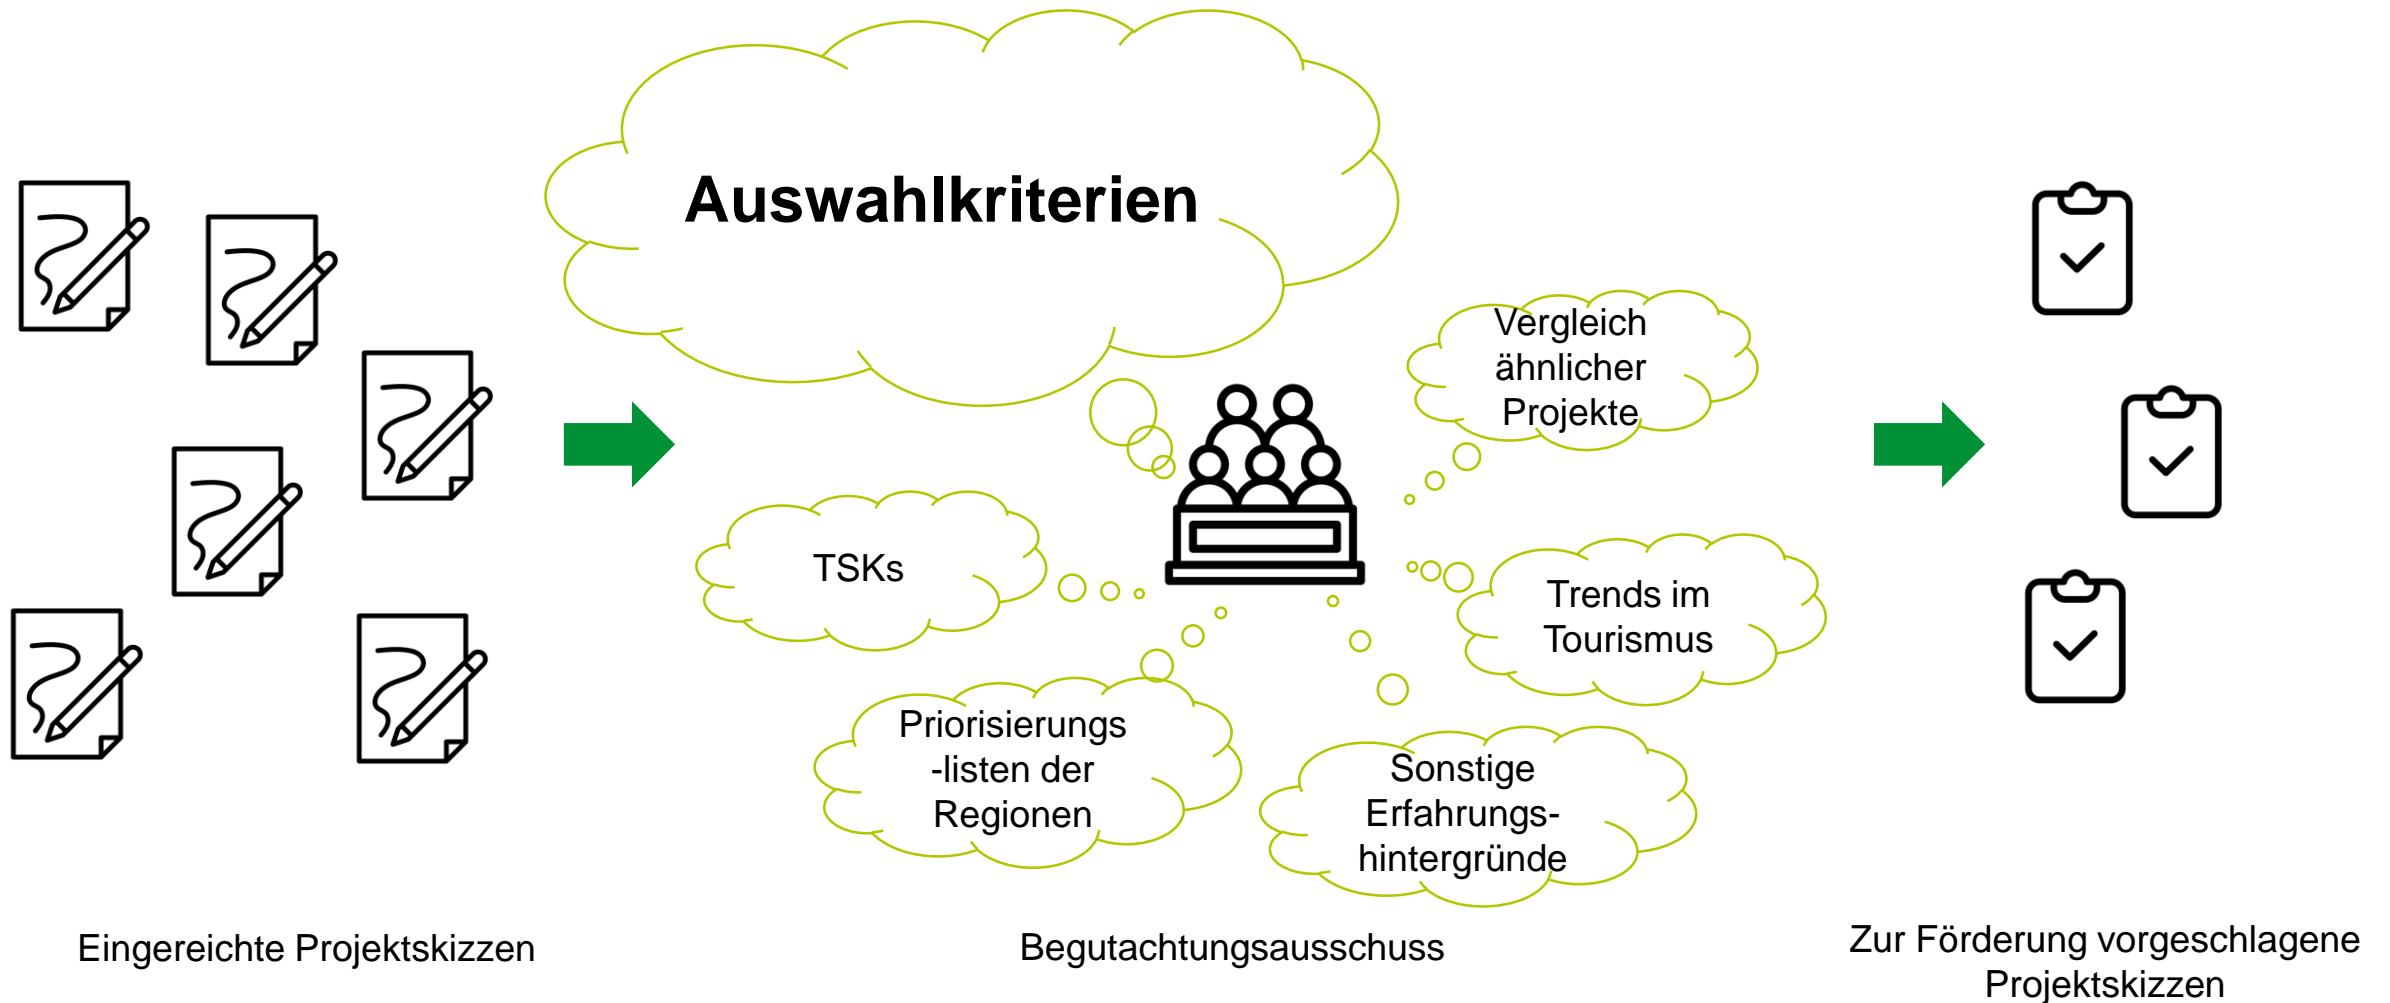 Auswahlkriterien
Vergleich
ähnlicher
Projekte
TSKs
Trends im
Tourismus
Priorisierungs
-listen der
Regionen
Sonstige
Erfahrungs-
hintergründe
Eingereichte Projektskizzen
Begutachtungsausschuss
Zur Förderung vorgeschlagene
Projektskizzen